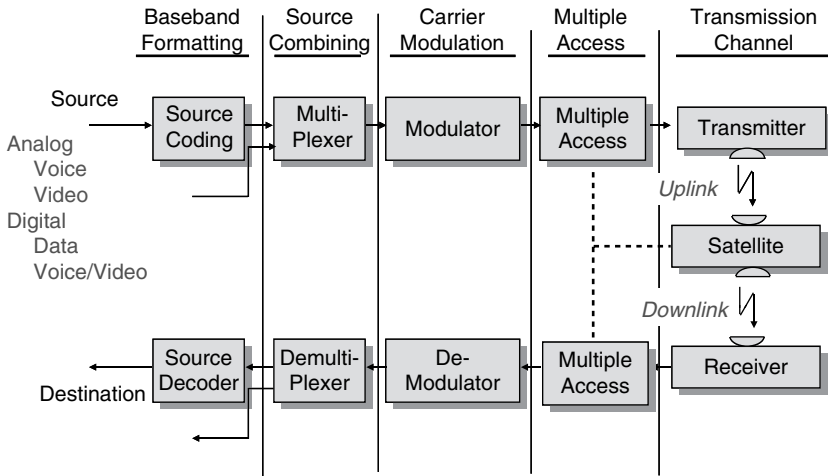 Baseband
Formatting
Source
Combining
Carrier
Modulation
Multiple
Access
Transmission
Channel
Source
Source
Coding
Multi-
Plexer
Modulator
Multiple
Access
Transmitter
Analog
Voice
Video
Digital
Data
Voice/Video
Uplink
Satellite
Downlink
Destination
Source
Decoder
Demulti-
Plexer
De-
Modulator
Multiple
Access
Receiver